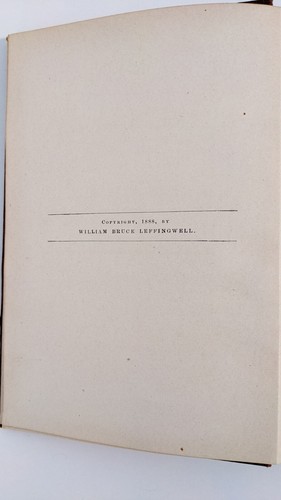 Copyright, 1888, by
WILLIAM BRUCE LEFFINGWELL.